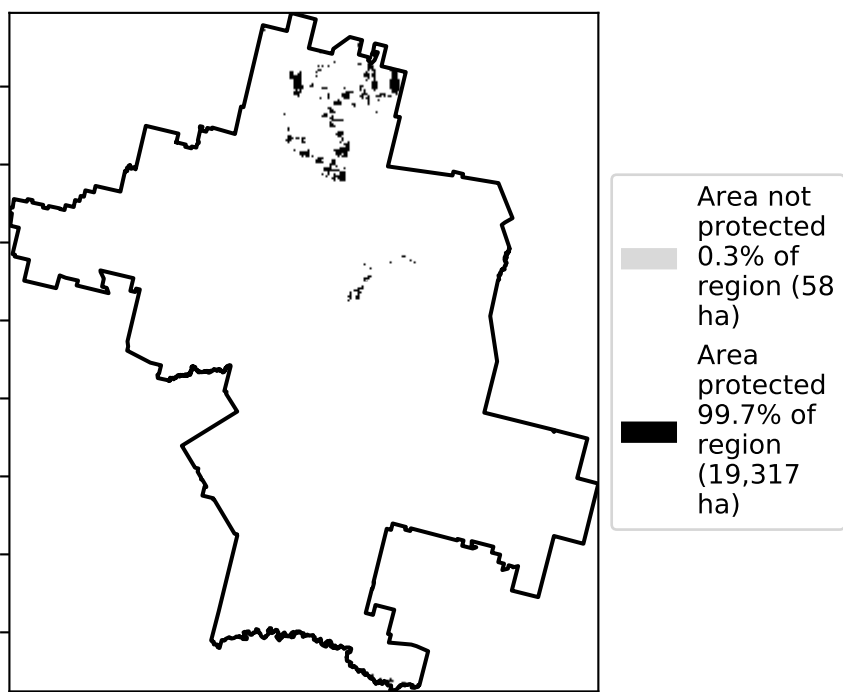 Area not
protected
0.3% of
region (58
ha)
Area
protected
99.7% of
region
(19,317
ha)